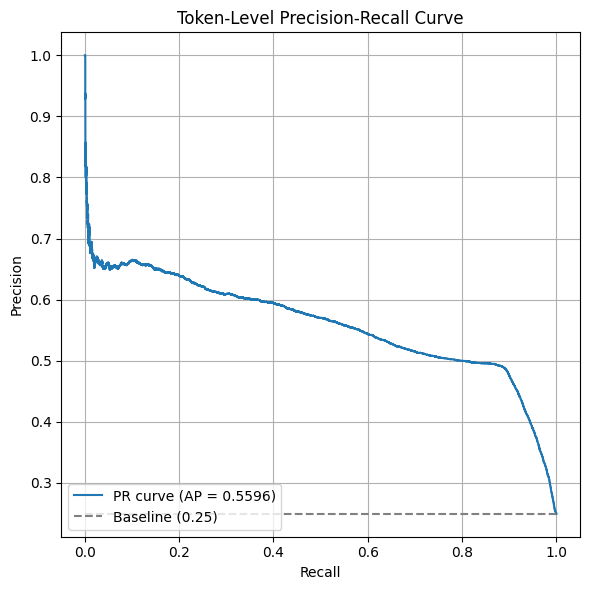 Token-Level Precision-Recall Curve
1.0
0.9
0.8
0.7
0.6
0.5
0.4
0.3
Precision
PR curve (AP = 0.5596)
Baseline (0.25)
0.0 0.2 0.4 0.6 0.8 1.0
Recall